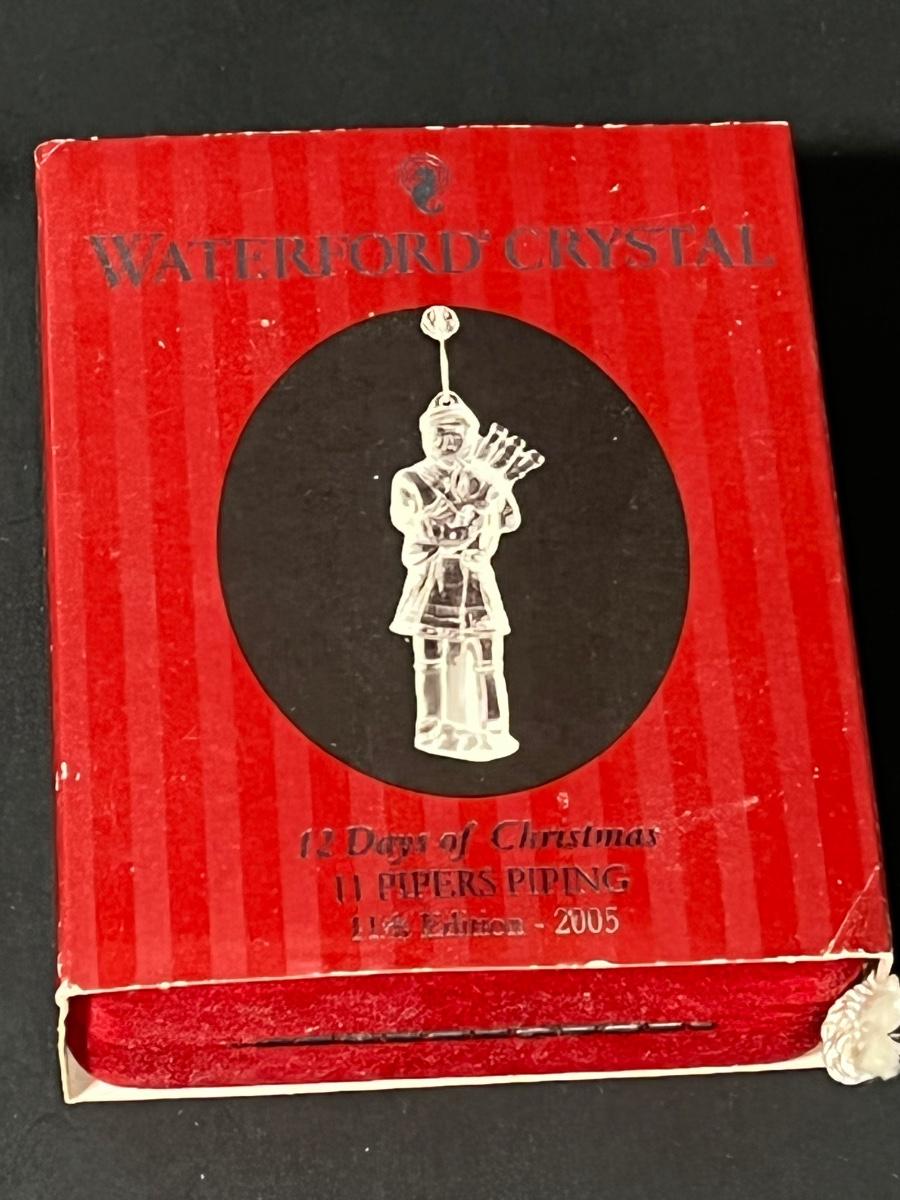 WATERFORD® CRYSTAL
12 Days of Christmas
11 PIPERS PIPING
11th Edition - 2005